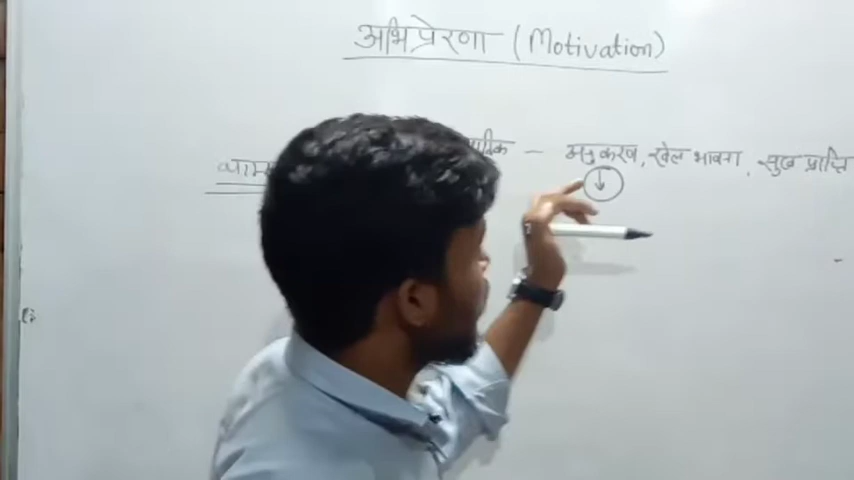 अभिप्रेरणा (Motivation)
— अनुकरण, खेल भावना, सुख प्राप्ति